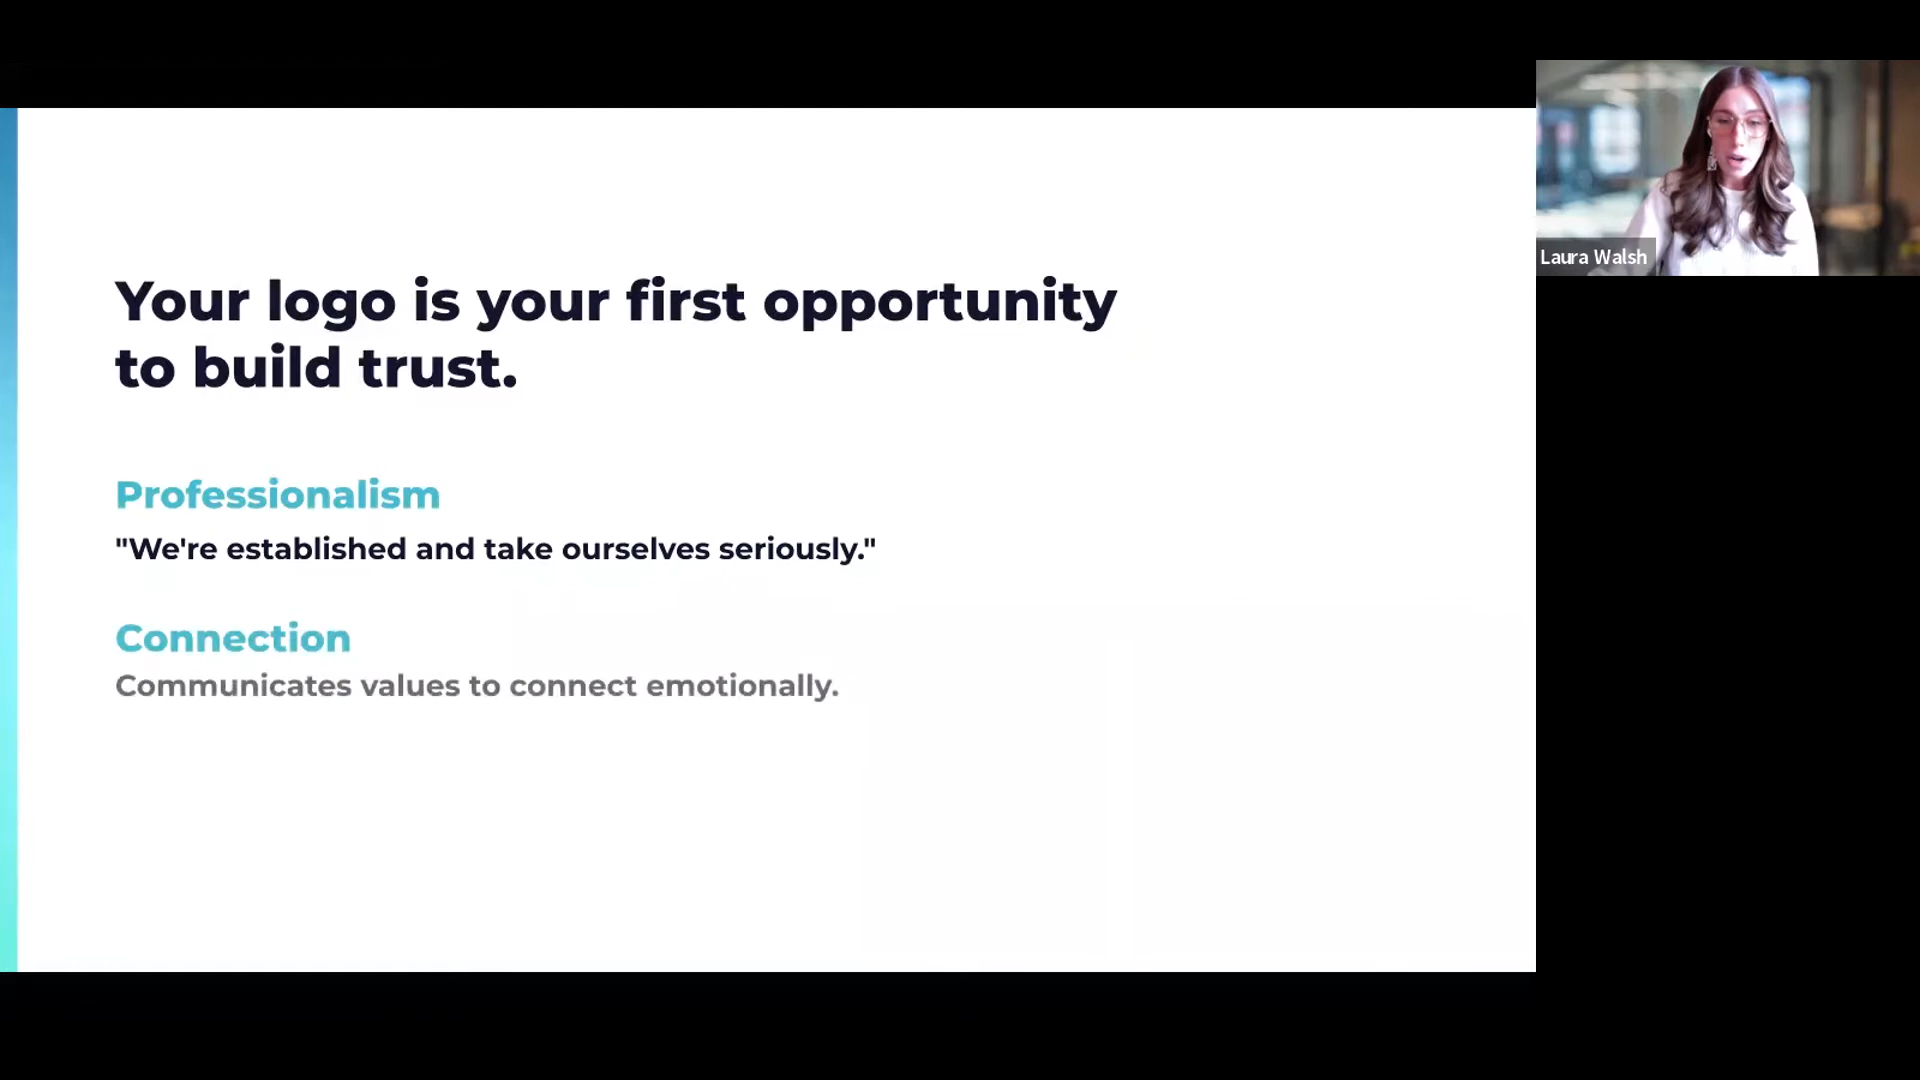 Your logo is your first opportunity
to build trust.
Professionalism
"We're established and take ourselves seriously."
Connection
Communicates values to connect emotionally.
Laura Walsh